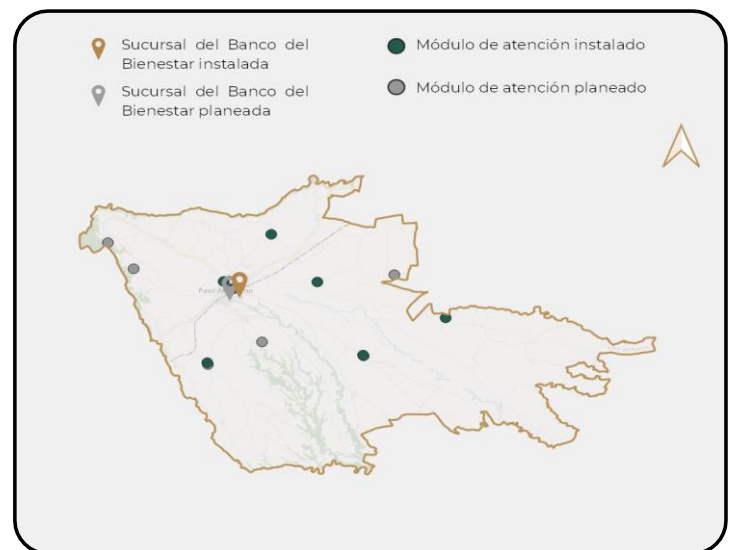 Sucursal del Banco del
Bienestar instalada
Sucursal del Banco del
Bienestar planeada
Módulo de atención instalado
Módulo de atención planeado